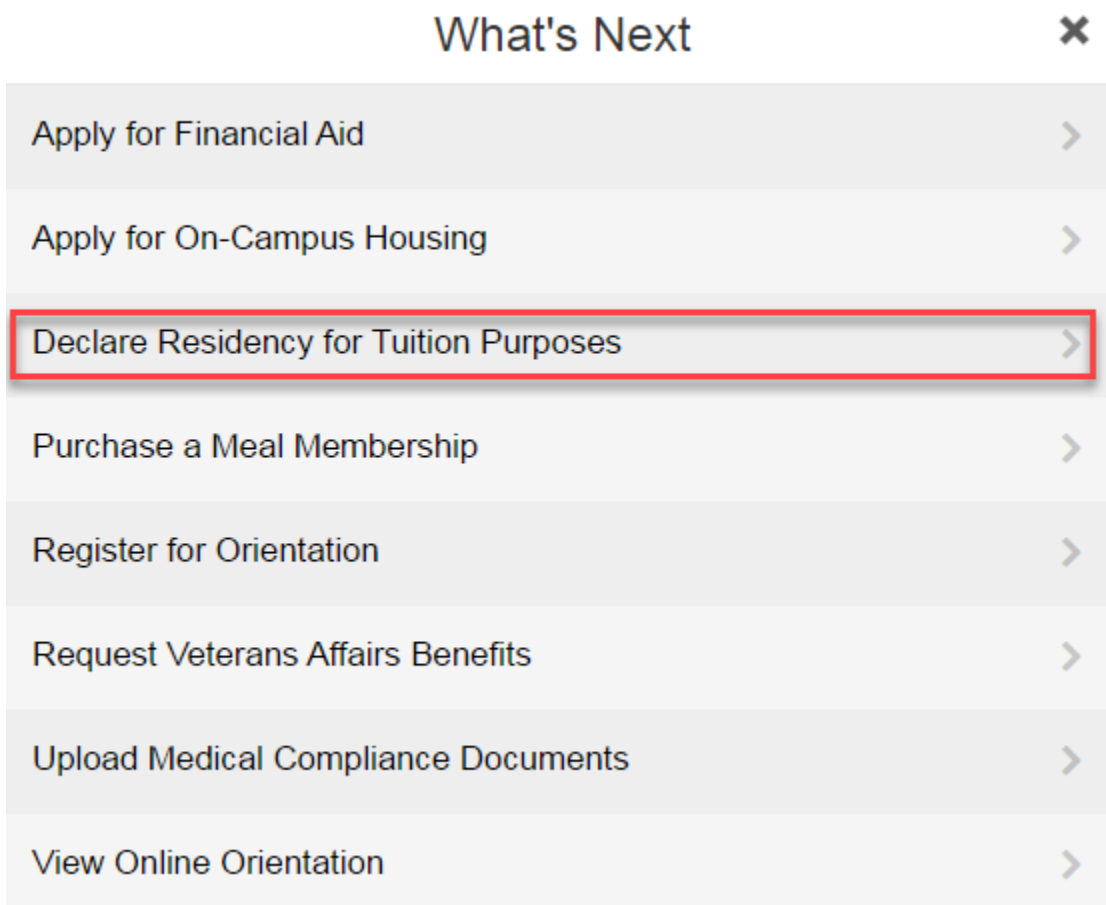 What's Next
Apply for Financial Aid
Apply for On-Campus Housing
Declare Residency for Tuition Purposes
Purchase a Meal Membership
Register for Orientation
Request Veterans Affairs Benefits
Upload Medical Compliance Documents
View Online Orientation